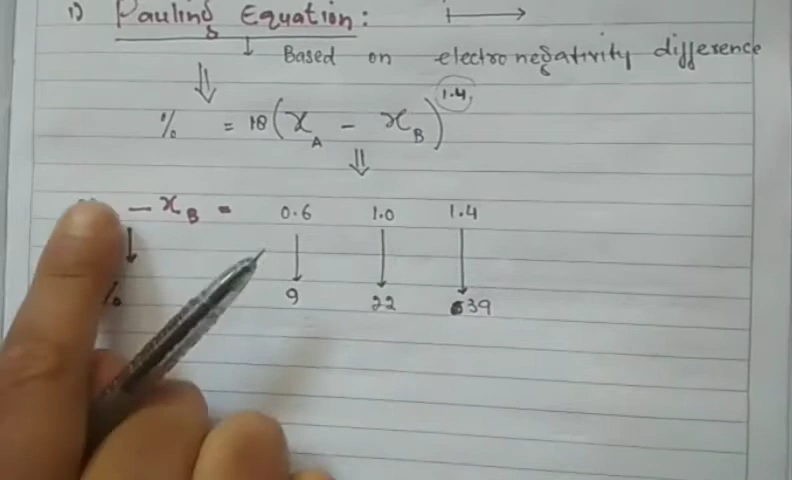 1) Pauling Equation:
↓ Based on electronegativity difference
% = 18(x_A - x_B)^1.4
- x_B = 0.6 1.0 1.4
% 9 22 39